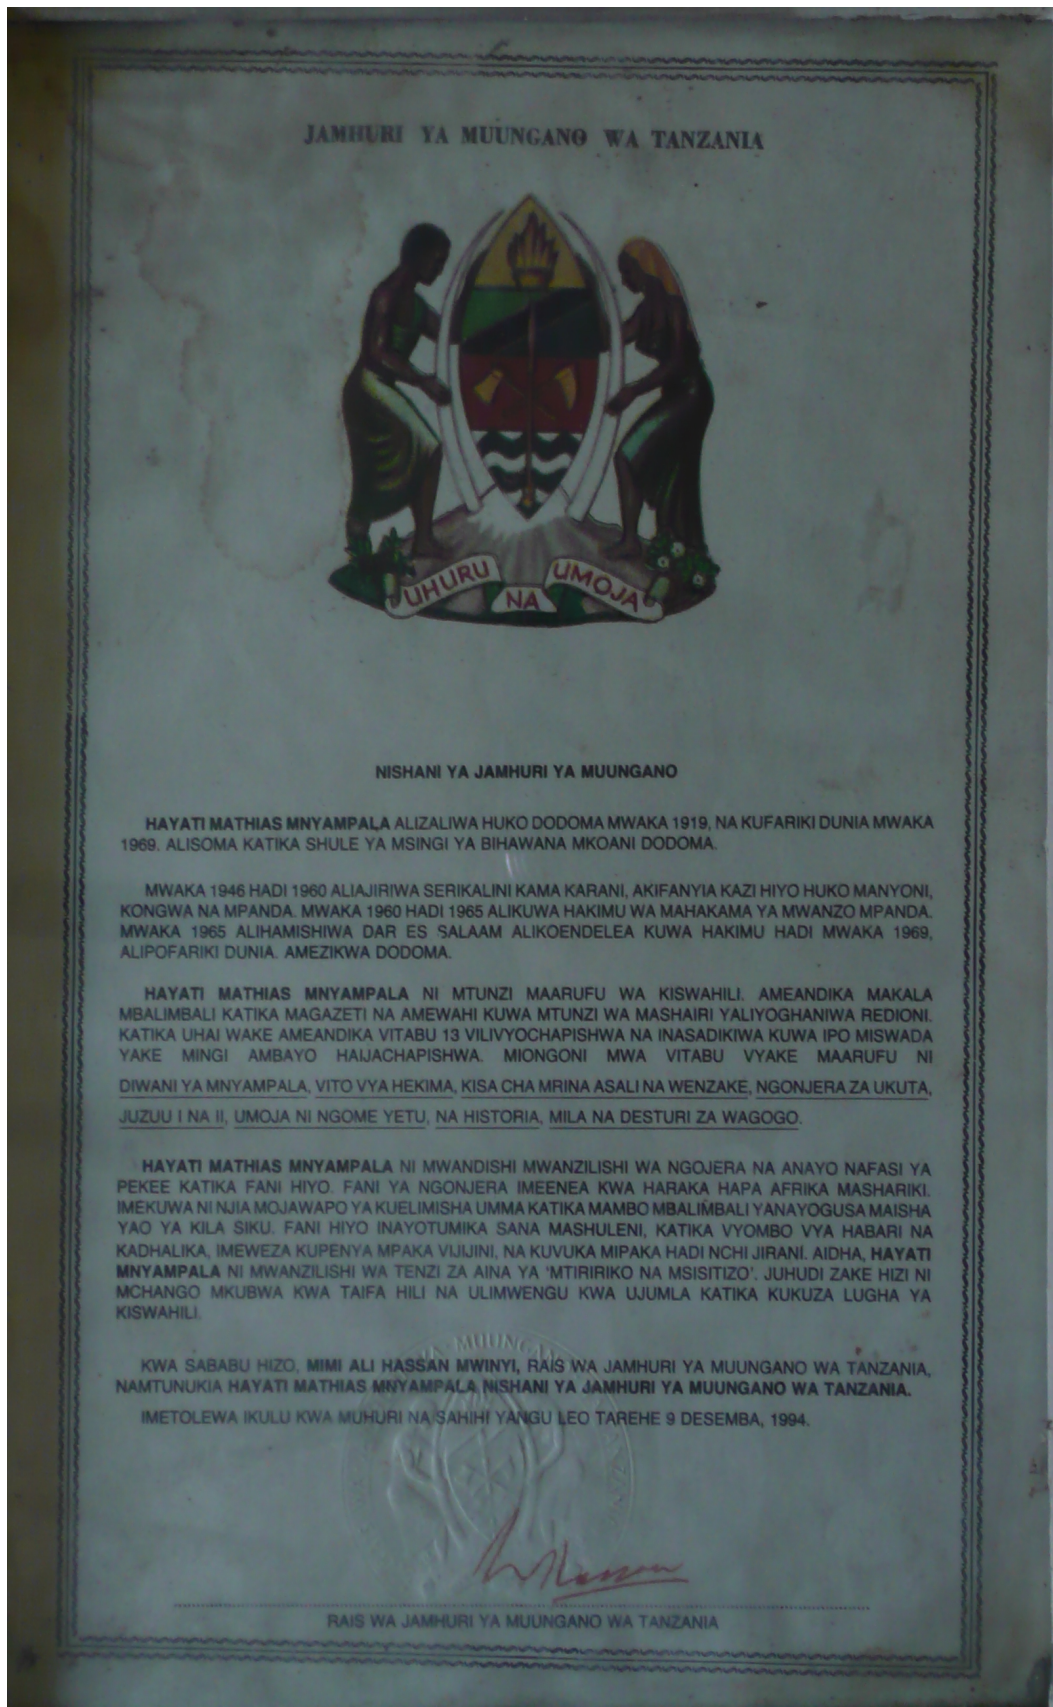 JAMHURI YA MUUNGANO WA TANZANIA
UHURU NA UMOJA
NISHANI YA JAMHURI YA MUUNGANO
HAYATI MATHIAS MNYAMPALA ALIZALIWA HUKO DODOMA MWAKA 1919, NA KUFARIKI DUNIA MWAKA
1969. ALISOMA KATIKA SHULE YA MSINGI YA BIHAWANA MKOANI DODOMA.
MWAKA 1946 HADI 1960 ALIAJIRIWA SERIKALINI KAMA KARANI, AKIFANYIA KAZI HIYO HUKO MANYONI,
KONGWA NA MPANDA. MWAKA 1960 HADI 1965 ALIKUWA HAKIMU WA MAHAKAMA YA MWANZO MPANDA.
MWAKA 1965 ALIHAMISHIWA DAR ES SALAAM ALIKOENDELEA KUWA HAKIMU HADI MWAKA 1969,
ALIPOFARIKI DUNIA. AMEZIKWA DODOMA.
HAYATI MATHIAS MNYAMPALA NI MTUNZI MAARUFU WA KISWAHILI. AMEANDIKA MAKALA
MBALIMBALI KATIKA MAGAZETI NA AMEWAHI KUWA MTUNZI WA MASHAIRI YALIYOGHANIWA REDIONI.
KATIKA UHAI WAKE AMEANDIKA VITABU 13 VILIVYOCHAPISHWA NA INASADIKIWA KUWA IPO MISWADA
YAKE MINGI AMBAYO HAIJACHAPISHWA. MIONGONI MWA VITABU VYAKE MAARUFU NI
DIWANI YA MNYAMPALA, VITO VYA HEKIMA, KISA CHA MRINA ASALI NA WENZAKE, NGONJERA ZA UKUTA,
JUZUU I NA II, UMOJA NI NGOME YETU, NA HISTORIA, MILA NA DESTURI ZA WAGOGO.
HAYATI MATHIAS MNYAMPALA NI MWANDISHI MWANZILISHI WA NGOJERA NA ANAYO NAFASI YA
PEKEE KATIKA FANI HIYO. FANI YA NGONJERA IMEENEA KWA HARAKA HAPA AFRIKA MASHARIKI.
IMEKUWA NI NJIA MOJAWAPO YA KUELIMISHA UMMA KATIKA MAMBO MBALIMBALI YANAYOGUSA MAISHA
YAO YA KILA SIKU. FANI HIYO INAYOTUMIKA SANA MASHULENI, KATIKA VYOMBO VYA HABARI NA
KADHALIKA, IMEWEZA KUPENYA MPAKA VIJIJINI, NA KUVUKA MIPAKA HADI NCHI JIRANI. AIDHA, HAYATI
MNYAMPALA NI MWANZILISHI WA TENZI ZA AINA YA 'MTIRIRIKO NA MSISITIZO'. JUHUDI ZAKE HIZI NI
MCHANGO MKUBWA KWA TAIFA HILI NA ULIMWENGU KWA UJUMLA KATIKA KUKUZA LUGHA YA
KISWAHILI.
KWA SABABU HIZO, MIMI ALI HASSAN MWINYI, RAIS WA JAMHURI YA MUUNGANO WA TANZANIA,
NAMTUNUKIA HAYATI MATHIAS MNYAMPALA NISHANI YA JAMHURI YA MUUNGANO WA TANZANIA.
IMETOLEWA IKULU KWA MUHURI NA SAHIHI YANGU LEO TAREHE 9 DESEMBA, 1994.
RAIS WA JAMHURI YA MUUNGANO WA TANZANIA